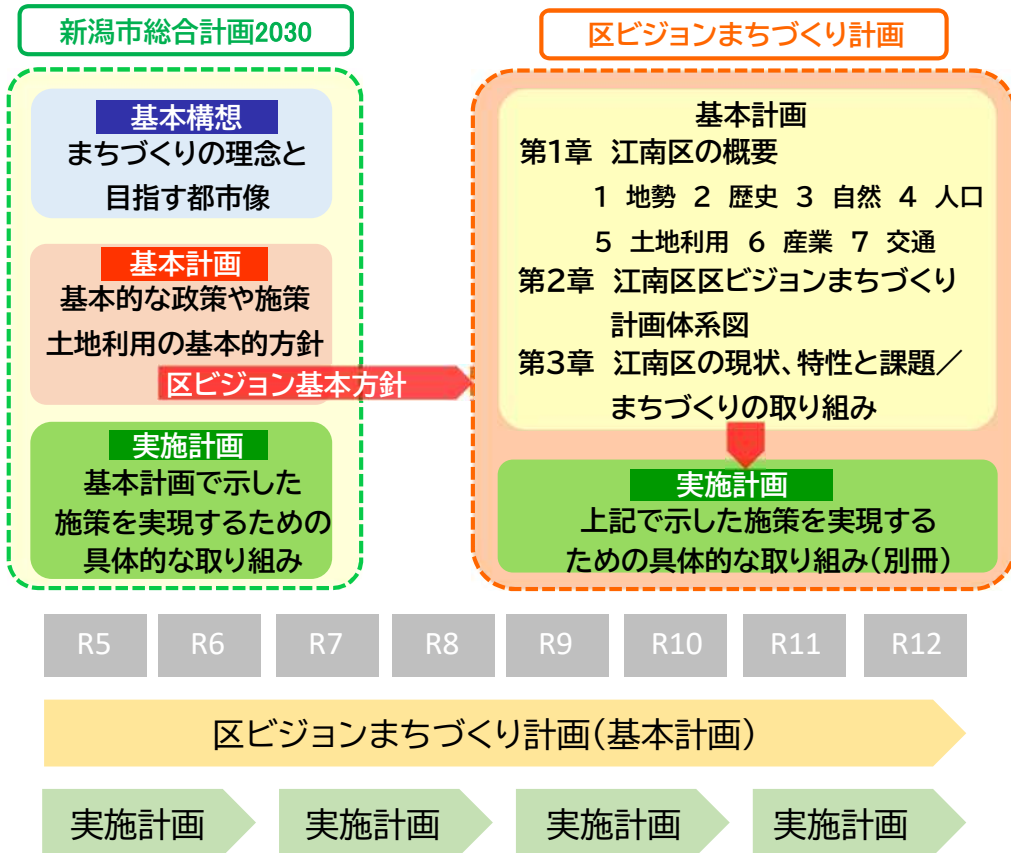 新潟市総合計画2030
基本構想
まちづくりの理念と
目指す都市像
基本計画
基本的な政策や施策
土地利用の基本的方針
区ビジョン基本方針
実施計画
基本計画で示した
施策を実現するための
具体的な取り組み
区ビジョンまちづくり計画
基本計画
第1章 江南区の概要
1 地勢 2 歴史 3 自然 4 人口
5 土地利用 6 産業 7 交通
第2章 江南区区ビジョンまちづくり
計画体系図
第3章 江南区の現状、特性と課題／
まちづくりの取り組み
実施計画
上記で示した施策を実現する
ための具体的な取り組み(別冊)
R5 R6 R7 R8 R9 R10 R11 R12
区ビジョンまちづくり計画(基本計画)
実施計画 実施計画 実施計画 実施計画